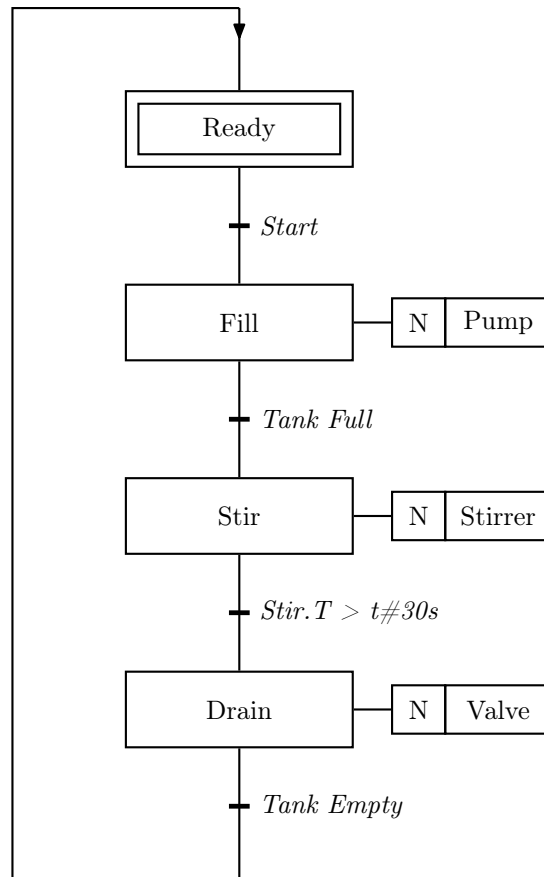 Ready
Start
Fill N Pump
Tank Full
Stir N Stirrer
Stir.T > t#30s
Drain N Valve
Tank Empty